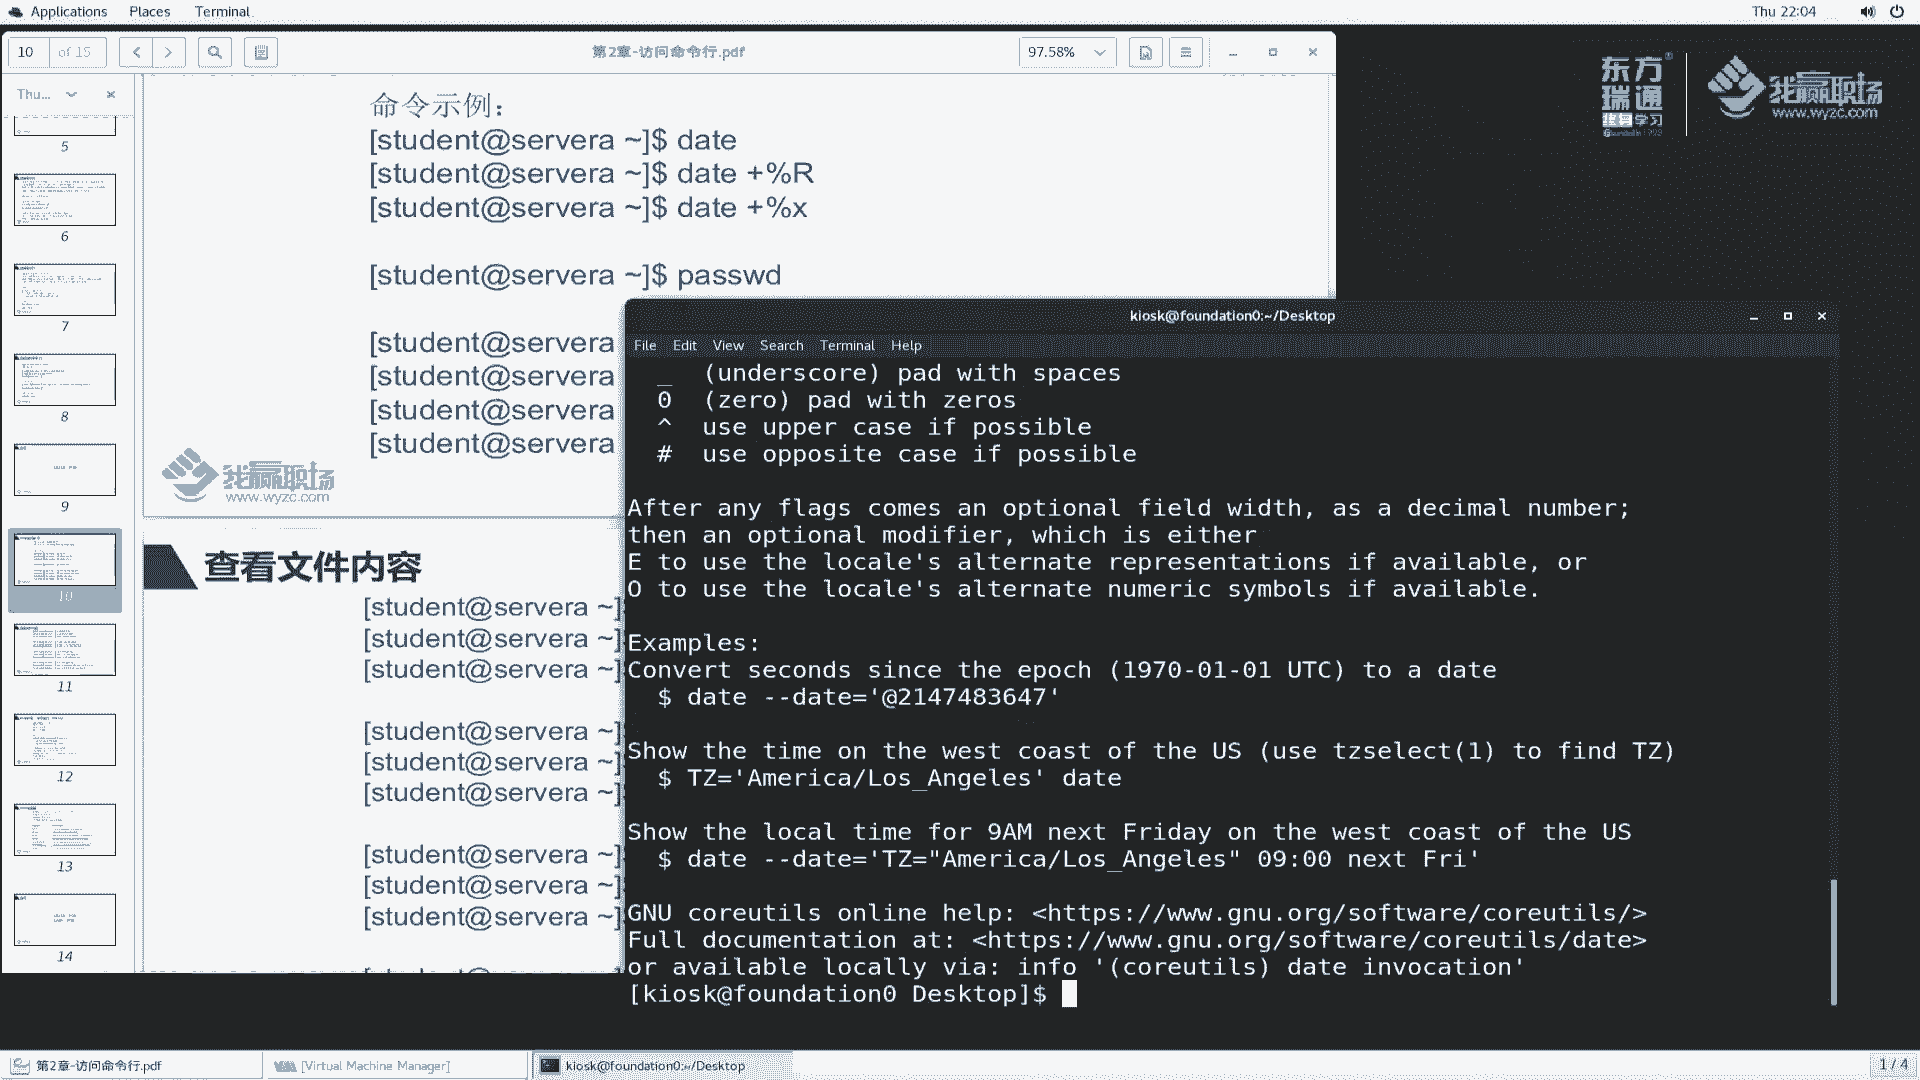 Applications Places Terminal
Thu 22:04
10 of 15
第2章-访问命令行.pdf
97.58%
东方
瑞通
终身学习
我赢职场
www.wyzc.com
Thu...
5
6
7
8
9
10
11
12
13
14
命令示例：
[student@servera ~]$ date
[student@servera ~]$ date +%R
[student@servera ~]$ date +%x
[student@servera ~]$ passwd
[student@servera
[student@servera
[student@servera
[student@servera
我赢职场
www.wyzc.com
查看文件内容
[student@servera ~]
[student@servera ~]
[student@servera ~]
[student@servera ~]
[student@servera ~]
[student@servera ~]
[student@servera ~]
[student@servera ~]
[student@servera ~]
kiosk@foundation0:~/Desktop
File Edit View Search Terminal Help
_ (underscore) pad with spaces
0 (zero) pad with zeros
^ use upper case if possible
# use opposite case if possible
After any flags comes an optional field width, as a decimal number;
then an optional modifier, which is either
E to use the locale's alternate representations if available, or
O to use the locale's alternate numeric symbols if available.
Examples:
Convert seconds since the epoch (1970-01-01 UTC) to a date
$ date --date='@2147483647'
Show the time on the west coast of the US (use tzselect(1) to find TZ)
$ TZ='America/Los_Angeles' date
Show the local time for 9AM next Friday on the west coast of the US
$ date --date='TZ="America/Los_Angeles" 09:00 next Fri'
GNU coreutils online help: <https://www.gnu.org/software/coreutils/>
Full documentation at: <https://www.gnu.org/software/coreutils/date>
or available locally via: info '(coreutils) date invocation'
[kiosk@foundation0 Desktop]$
第2章-访问命令行.pdf
[Virtual Machine Manager]
kiosk@foundation0:~/Desktop
1 / 4